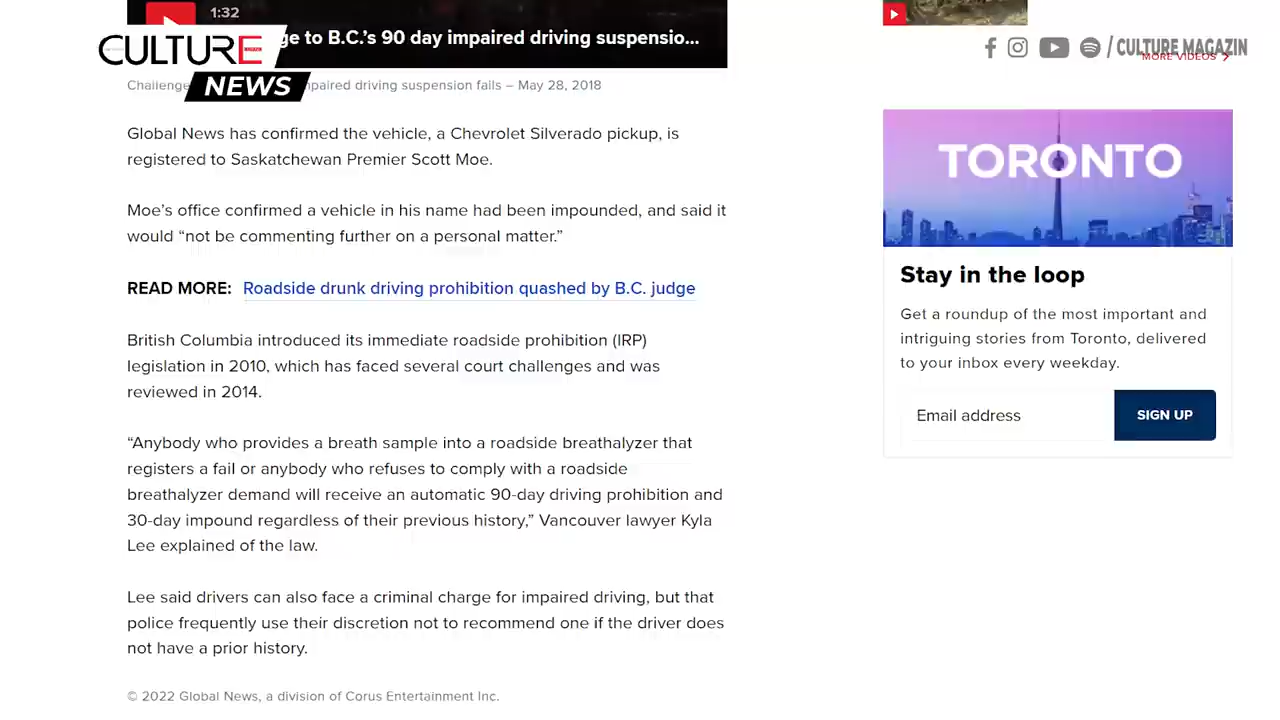 1:32
CULTURE
NEWS
ge to B.C.'s 90 day impaired driving suspensio...
Challenge
paired driving suspension fails – May 28, 2018
/ CULTURE MAGAZIN
MORE VIDEOS
Global News has confirmed the vehicle, a Chevrolet Silverado pickup, is
registered to Saskatchewan Premier Scott Moe.
Moe's office confirmed a vehicle in his name had been impounded, and said it
would “not be commenting further on a personal matter.”
READ MORE: Roadside drunk driving prohibition quashed by B.C. judge
British Columbia introduced its immediate roadside prohibition (IRP)
legislation in 2010, which has faced several court challenges and was
reviewed in 2014.
“Anybody who provides a breath sample into a roadside breathalyzer that
registers a fail or anybody who refuses to comply with a roadside
breathalyzer demand will receive an automatic 90-day driving prohibition and
30-day impound regardless of their previous history,” Vancouver lawyer Kyla
Lee explained of the law.
Lee said drivers can also face a criminal charge for impaired driving, but that
police frequently use their discretion not to recommend one if the driver does
not have a prior history.
© 2022 Global News, a division of Corus Entertainment Inc.
TORONTO
Stay in the loop
Get a roundup of the most important and
intriguing stories from Toronto, delivered
to your inbox every weekday.
Email address
SIGN UP